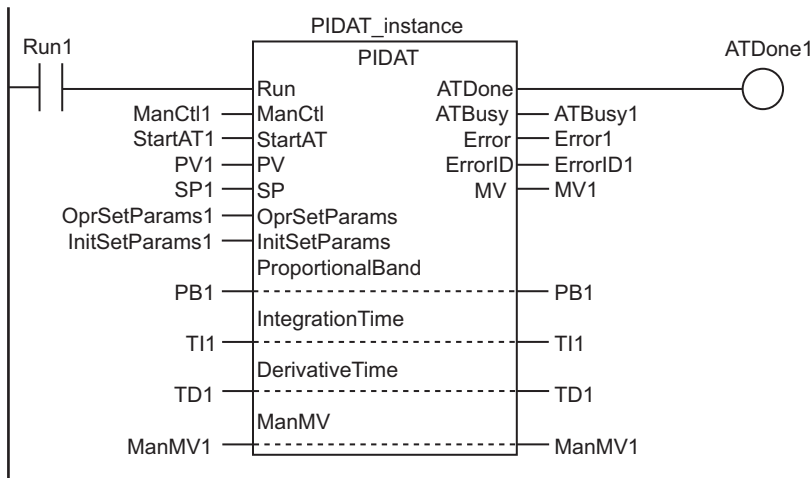 PIDAT_instance
Run1
PIDAT
ATDone1
Run ATDone
ManCtl1 ManCtl ATBusy ATBusy1
StartAT1 StartAT Error Error1
PV1 PV ErrorID ErrorID1
SP1 SP MV MV1
OprSetParams1 OprSetParams
InitSetParams1 InitSetParams
ProportionalBand
PB1 PB1
IntegrationTime
TI1 TI1
DerivativeTime
TD1 TD1
ManMV
ManMV1 ManMV1